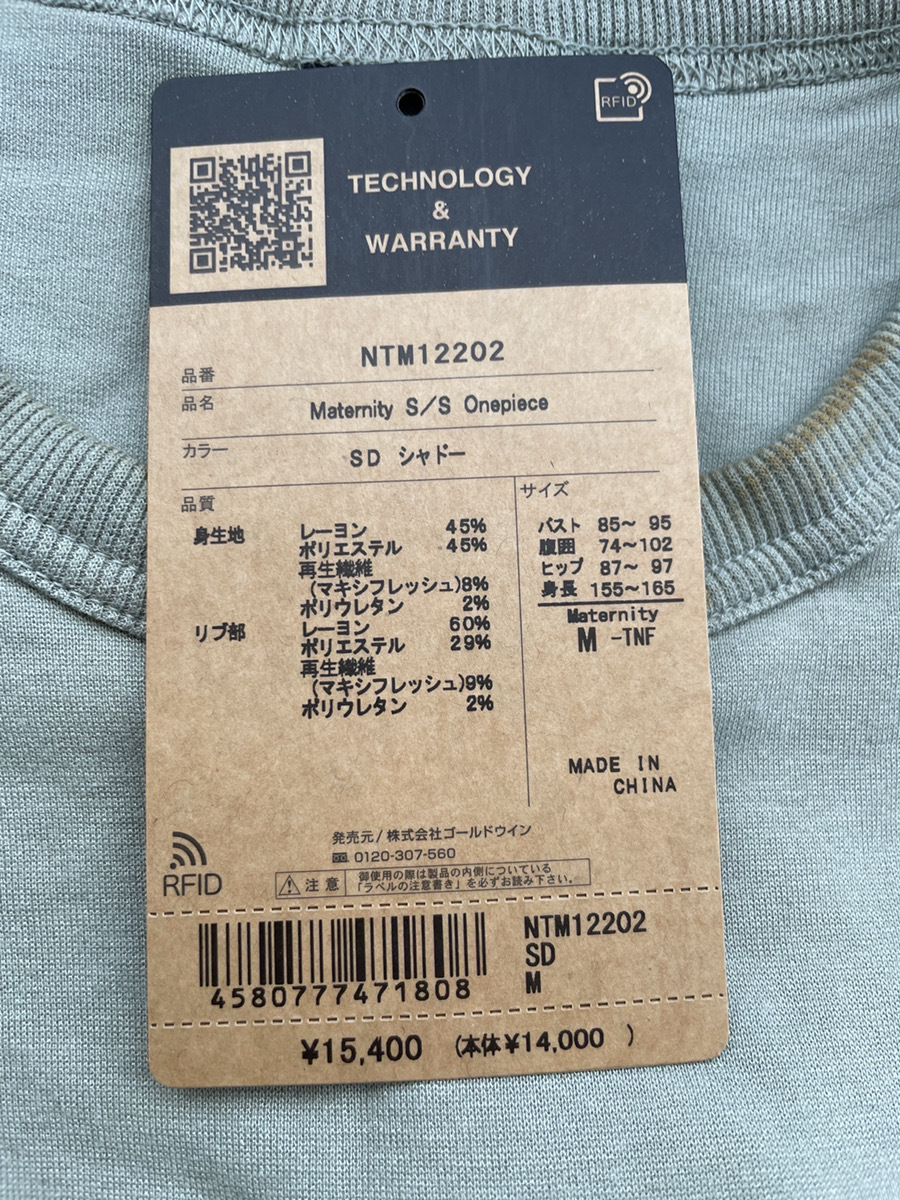 RFID
TECHNOLOGY
&
WARRANTY
品番 NTM12202
品名 Maternity S/S Onepiece
カラー SD シャドー
品質
身生地 レーヨン 45%
ポリエステル 45%
再生繊維
(マキシフレッシュ)8%
ポリウレタン 2%
リブ部 レーヨン 60%
ポリエステル 29%
再生繊維
(マキシフレッシュ)9%
ポリウレタン 2%
サイズ
バスト 85～ 95
腹囲 74～102
ヒップ 87～ 97
身長 155～165
Maternity
M -TNF
MADE IN
CHINA
発売元/株式会社ゴールドウイン
0120-307-560
RFID
注意
御使用の際は製品の内側についている
「ラベルの注意書き」を必ずお読み下さい。
4580777471808
NTM12202
SD
M
¥15,400 (本体¥14,000 )